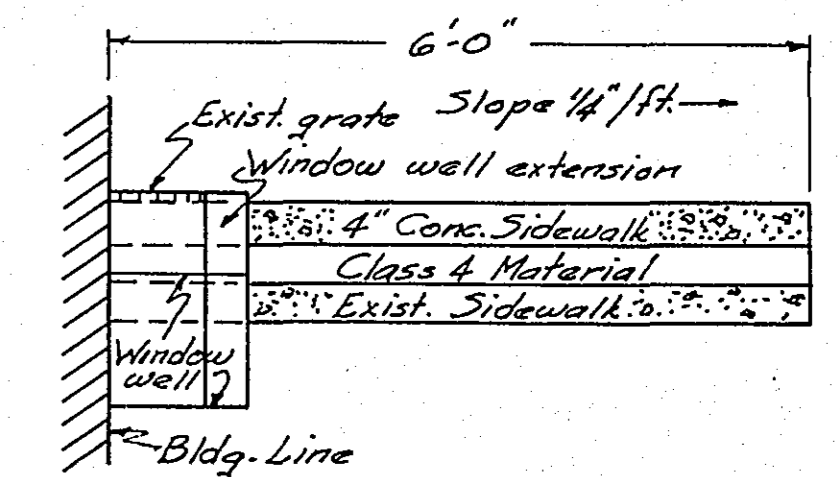 6'-0"
Exist. grate Slope 1/4"/ft.
Window well extension
4" Conc. Sidewalk
Class 4 Material
Exist. Sidewalk
Window
well
Bldg. Line